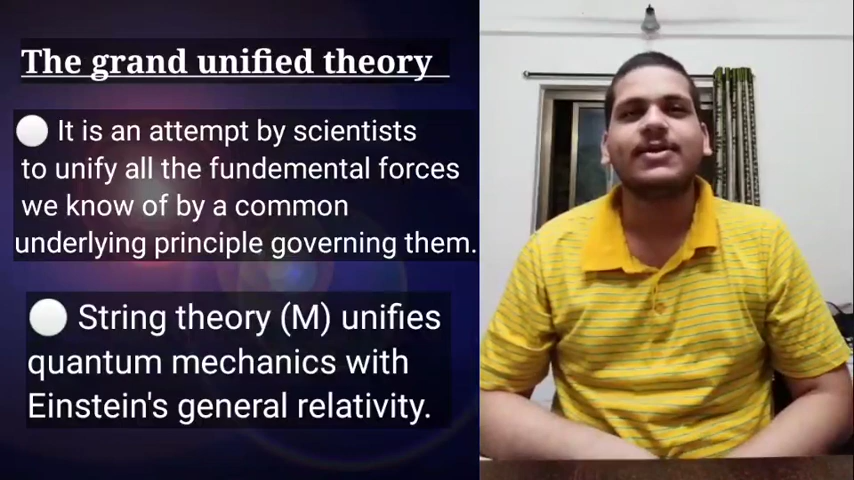 The grand unified theory
It is an attempt by scientists
to unify all the fundemental forces
we know of by a common
underlying principle governing them.
String theory (M) unifies
quantum mechanics with
Einstein's general relativity.